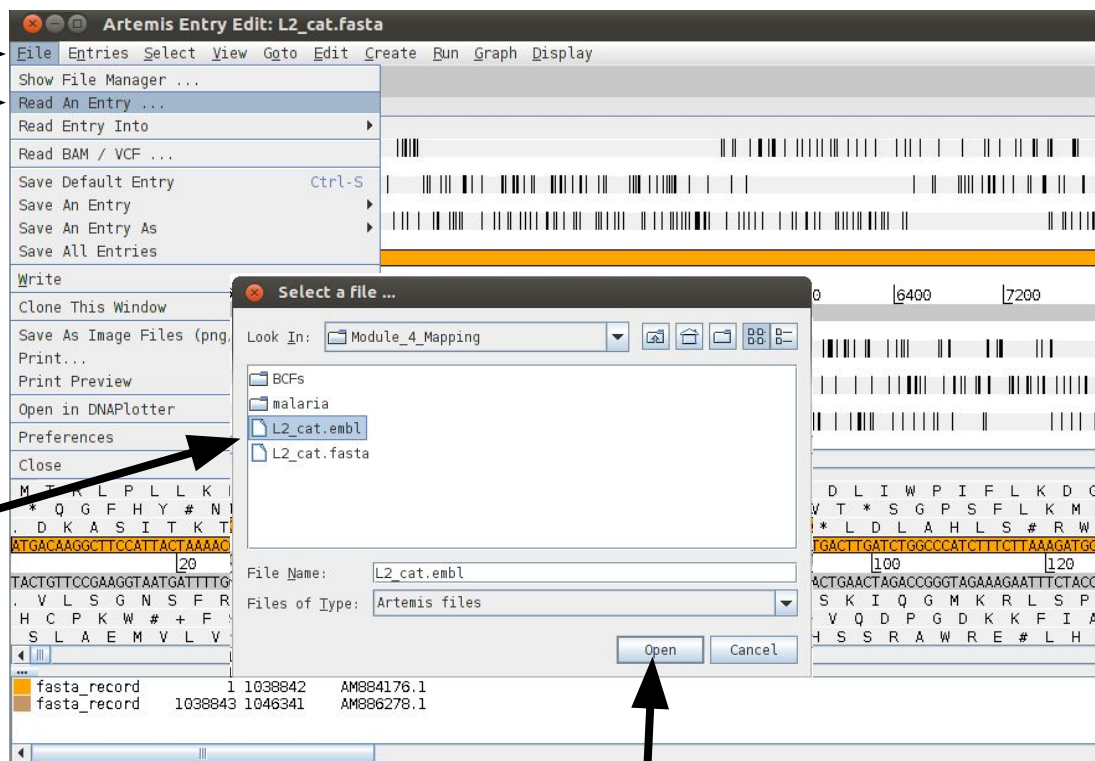 Artemis Entry Edit: L2_cat.fasta
File Entries Select View Goto Edit Create Run Graph Display
Show File Manager ...
Read An Entry ...
Read Entry Into
Read BAM / VCF ...
Save Default Entry Ctrl-S
Save An Entry
Save An Entry As
Save All Entries
Write
Clone This Window
Save As Image Files (png,
Print...
Print Preview
Open in DNAPlotter
Preferences
Close
0 6400 7200
Select a file ...
Look In: Module_4_Mapping
BCFs
malaria
L2_cat.embl
L2_cat.fasta
File Name: L2_cat.embl
Files of Type: Artemis files
Open Cancel
M T R L P L L K D L I W P I F L K D G
* Q G F H Y # N V T * S G P S F L K M
. D K A S I T K T * L D L A H L S # R W
ATGACAAGGCTTCCATTACTAAAAC TGACTTGATCTGGCCCATCTTTCTTAAAGATGG
20 100 120
TACTGTTCCGAAGGTAATGATTTTG ACTGAACTAGACCGGGTAGAAAGAATTTCTACC
. V L S G N S F R S K I Q G M K R L S P
H C P K W # + F V Q D P G D K K F I A
S L A E M V L V H S S R A W R E # L H
fasta_record 1 1038842 AM884176.1
fasta_record 1038843 1046341 AM886278.1